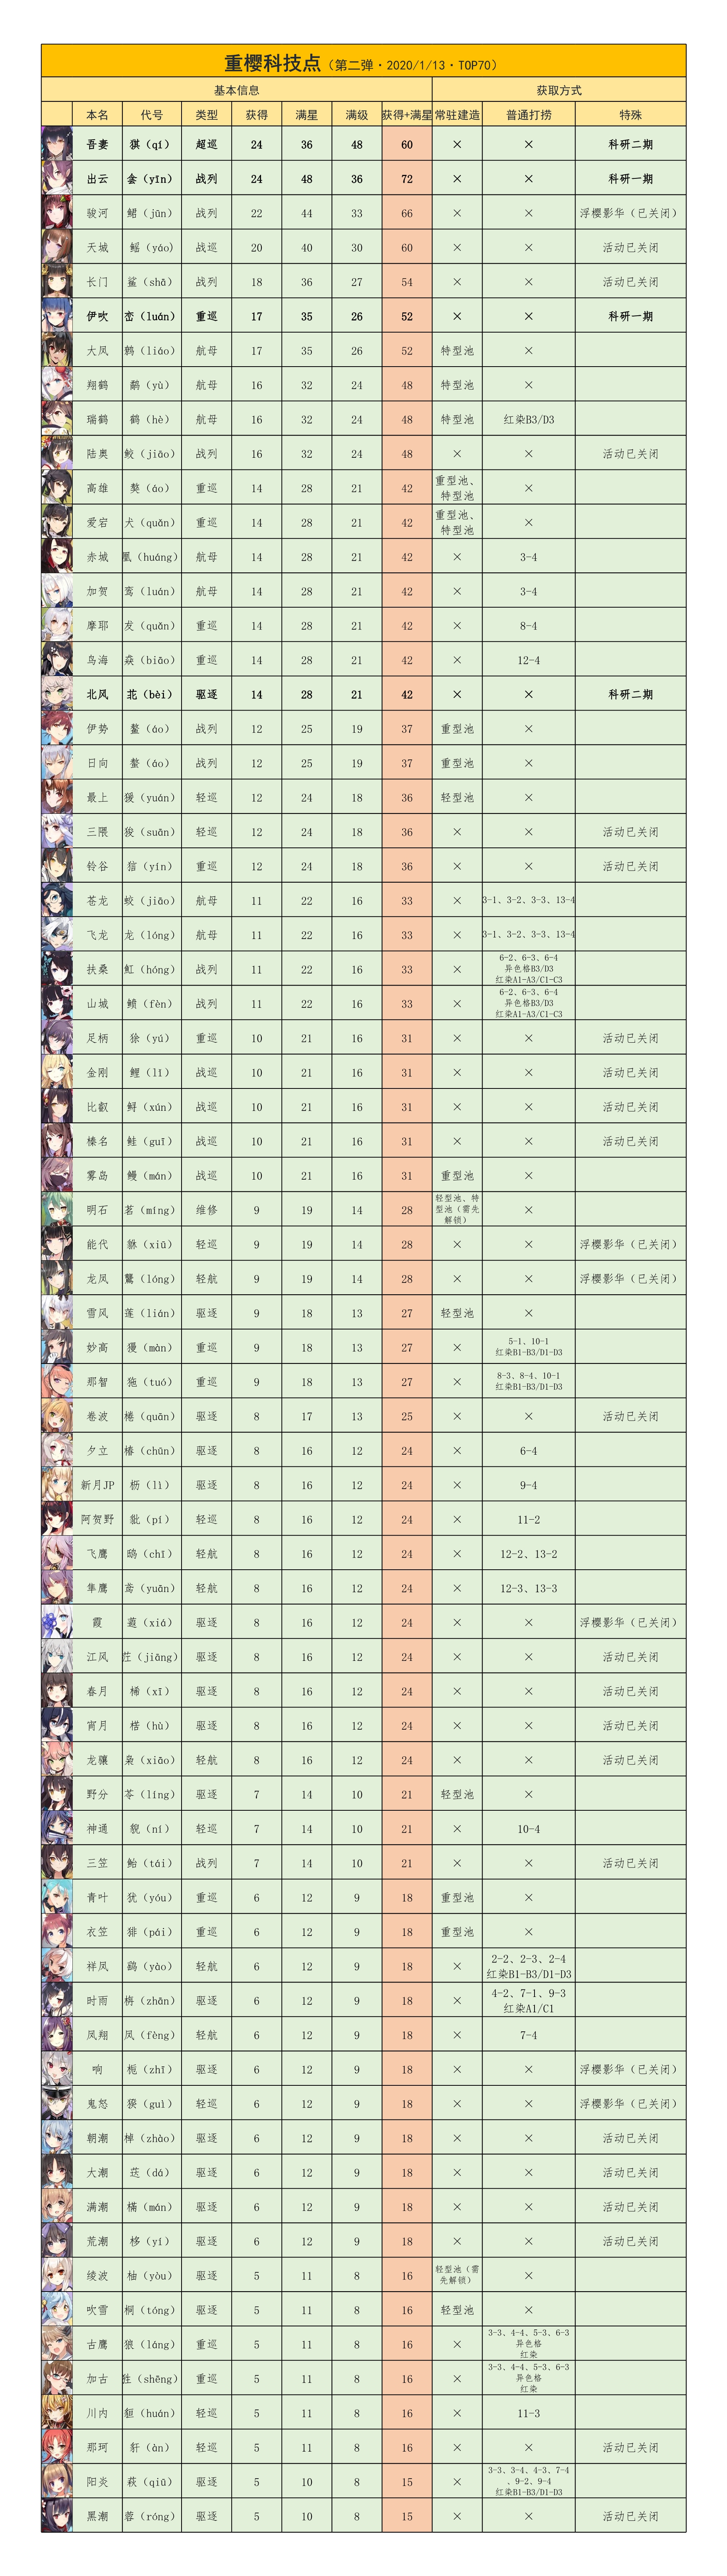 重樱科技点（第二弹·2020/1/13·TOP70）
基本信息 获取方式
本名 代号 类型 获得 满星 满级 获得+满星 常驻建造 普通打捞 特殊
吾妻 猉（qí） 超巡 24 36 48 60 × × 科研二期
出云 㱃（yǐn） 战列 24 48 36 72 × × 科研一期
骏河 鲪（jūn） 战列 22 44 33 66 × × 浮樱影华（已关闭）
天城 鳐（yáo） 战巡 20 40 30 60 × × 活动已关闭
长门 鲨（shā） 战列 18 36 27 54 × × 活动已关闭
伊吹 峦（luán） 重巡 17 35 26 52 × × 科研一期
大凤 鹩（liáo） 航母 17 35 26 52 特型池 ×
翔鹤 鹬（yù） 航母 16 32 24 48 特型池 ×
瑞鹤 鹤（hè） 航母 16 32 24 48 特型池 红染B3/D3
陆奥 鲛（jiāo） 战列 16 32 24 48 × × 活动已关闭
高雄 獒（áo） 重巡 14 28 21 42 重型池、
特型池 ×
爱宕 犬（quǎn） 重巡 14 28 21 42 重型池、
特型池 ×
赤城 凰（huáng） 航母 14 28 21 42 × 3-4
加贺 鸾（luán） 航母 14 28 21 42 × 3-4
摩耶 犮（quǎn） 重巡 14 28 21 42 × 8-4
鸟海 猋（biāo） 重巡 14 28 21 42 × 12-4
北风 （bèi） 驱逐 14 28 21 42 × × 科研二期
伊势 鳌（áo） 战列 12 25 19 37 重型池 ×
日向 螯（áo） 战列 12 25 19 37 重型池 ×
最上 猨（yuán） 轻巡 12 24 18 36 轻型池 ×
三隈 狻（suān） 轻巡 12 24 18 36 × × 活动已关闭
铃谷 狺（yín） 重巡 12 24 18 36 × × 活动已关闭
苍龙 蛟（jiāo） 航母 11 22 16 33 × 3-1、3-2、3-3、13-4
飞龙 龙（lóng） 航母 11 22 16 33 × 3-1、3-2、3-3、13-4
扶桑 魟（hóng） 战列 11 22 16 33 × 6-2、6-3、6-4
异色格B3/D3
红染A1-A3/C1-C3
山城 鲼（fèn） 战列 11 22 16 33 × 6-2、6-3、6-4
异色格B3/D3
红染A1-A3/C1-C3
足柄 狳（yú） 重巡 10 21 16 31 × × 活动已关闭
金刚 鲤（lǐ） 战巡 10 21 16 31 × × 活动已关闭
比叡 鲟（xún） 战巡 10 21 16 31 × × 活动已关闭
榛名 鲑（guī） 战巡 10 21 16 31 × × 活动已关闭
雾岛 鳗（mán） 战巡 10 21 16 31 重型池 ×
明石 茗（míng） 维修 9 19 14 28 轻型池、特
型池（需先
解锁） ×
能代 貅（xiū） 轻巡 9 19 14 28 × × 浮樱影华（已关闭）
龙凤 鸗（lóng） 轻航 9 19 14 28 × × 浮樱影华（已关闭）
雪风 莲（lián） 驱逐 9 18 13 27 轻型池 ×
妙高 獌（màn） 重巡 9 18 13 27 × 5-1、10-1
红染B1-B3/D1-D3
那智 狏（tuó） 重巡 9 18 13 27 × 8-3、8-4、10-1
红染B1-B3/D1-D3
卷波 棬（quān） 驱逐 8 17 13 25 × × 活动已关闭
夕立 椿（chūn） 驱逐 8 16 12 24 × 6-4
新月JP 枥（lì） 驱逐 8 16 12 24 × 9-4
阿贺野 貔（pí） 轻巡 8 16 12 24 × 11-2
飞鹰 鸱（chī） 轻航 8 16 12 24 × 12-2、13-2
隼鹰 鸢（yuān） 轻航 8 16 12 24 × 12-3、13-3
霞 （xiá） 驱逐 8 16 12 24 × × 浮樱影华（已关闭）
江风 茳（jiāng） 驱逐 8 16 12 24 × × 活动已关闭
春月 桸（xī） 驱逐 8 16 12 24 × × 活动已关闭
宵月 楛（hù） 驱逐 8 16 12 24 × × 活动已关闭
龙骧 枭（xiāo） 轻航 8 16 12 24 × × 活动已关闭
野分 苓（líng） 驱逐 7 14 10 21 轻型池 ×
神通 貎（ní） 轻巡 7 14 10 21 × 10-4
三笠 鲐（tái） 战列 7 14 10 21 × × 活动已关闭
青叶 犹（yóu） 重巡 6 12 9 18 重型池 ×
衣笠 猅（pái） 重巡 6 12 9 18 重型池 ×
祥凤 鹞（yào） 轻航 6 12 9 18 × 2-2、2-3、2-4
红染B1-B3/D1-D3
时雨 栴（zhān） 驱逐 6 12 9 18 × 4-2、7-1、9-3
红染A1/C1
凤翔 凤（fèng） 轻航 6 12 9 18 × 7-4
响 栀（zhī） 驱逐 6 12 9 18 × × 浮樱影华（已关闭）
鬼怒 猤（guì） 轻巡 6 12 9 18 × × 浮樱影华（已关闭）
朝潮 棹（zhào） 驱逐 6 12 9 18 × × 活动已关闭
大潮 荙（dá） 驱逐 6 12 9 18 × × 活动已关闭
满潮 樠（mán） 驱逐 6 12 9 18 × × 活动已关闭
荒潮 栘（yí） 驱逐 6 12 9 18 × × 活动已关闭
绫波 柚（yòu） 驱逐 5 11 8 16 轻型池（需
先解锁） ×
吹雪 桐（tóng） 驱逐 5 11 8 16 轻型池 ×
古鹰 狼（láng） 重巡 5 11 8 16 × 3-3、4-4、5-3、6-3
异色格
红染
加古 狌（shēng） 重巡 5 11 8 16 × 3-3、4-4、5-3、6-3
异色格
红染
川内 貆（huán） 轻巡 5 11 8 16 × 11-3
那珂 豻（àn） 轻巡 5 11 8 16 × × 活动已关闭
阳炎 萩（qiū） 驱逐 5 10 8 15 × 3-3、3-4、4-3、7-4
、9-2、9-4
红染B1-B3/D1-D3
黑潮 蓉（róng） 驱逐 5 10 8 15 × × 活动已关闭